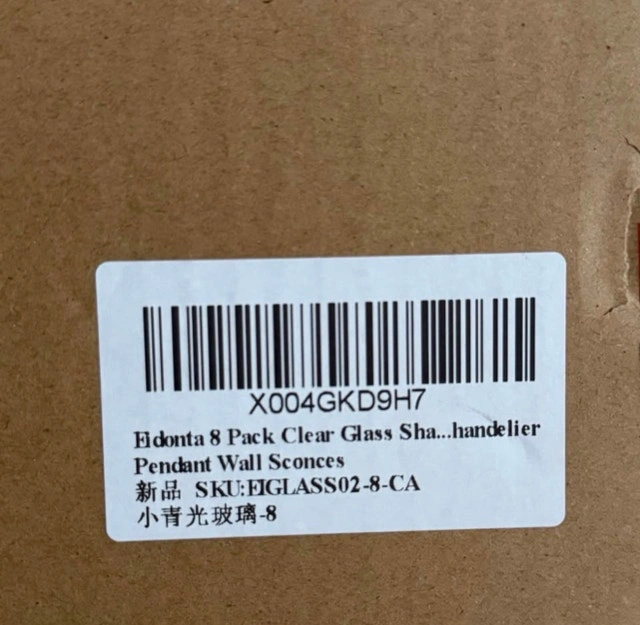 X004GKD9H7
Eidonta 8 Pack Clear Glass Sha...handelier
Pendant Wall Sconces
新品 SKU:EIGLASS02-8-CA
小青光玻璃-8